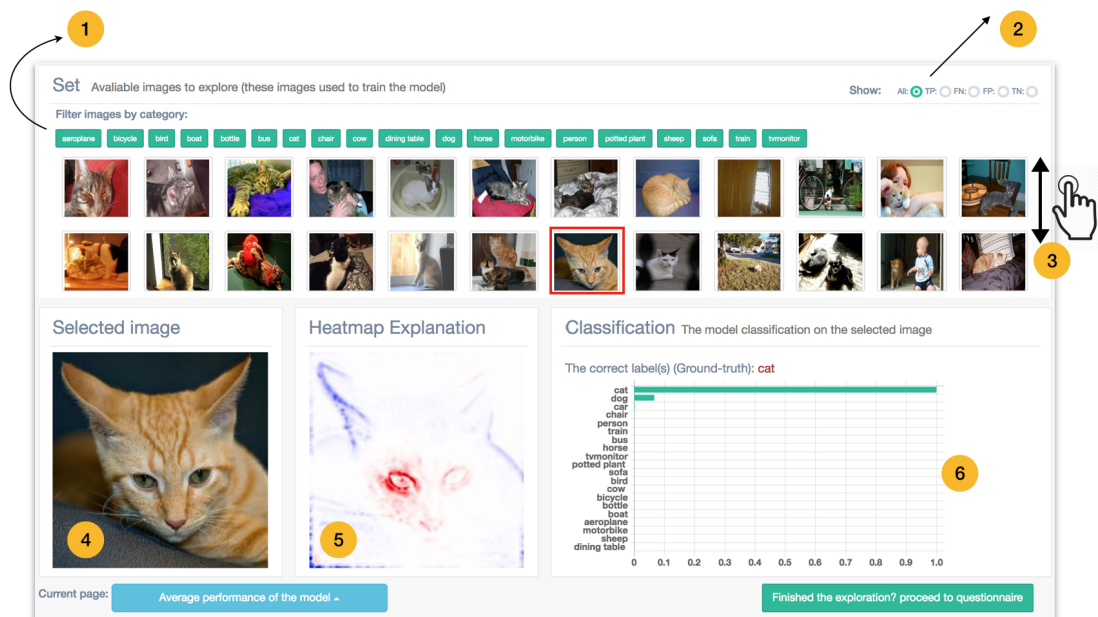 1
2
Set Avaliable images to explore (these images used to train the model)
Show: All: TP: FN: FP: TN:
Filter images by category:
aeroplane bicycle bird boat bottle bus cat chair cow dining table dog horse motorbike person potted plant sheep sofa train tvmonitor
3
Selected image
Heatmap Explanation
Classification The model classification on the selected image
The correct label(s) (Ground-truth): cat
cat
dog
car
chair
person
train
bus
horse
tvmonitor
potted plant
sofa
bird
6
cow
bicycle
bottle
boat
aeroplane
motorbike
sheep
dining table
4
5
0 0.1 0.2 0.3 0.4 0.5 0.6 0.7 0.8 0.9 1.0
Current page:
Average performance of the model
Finished the exploration? proceed to questionnaire